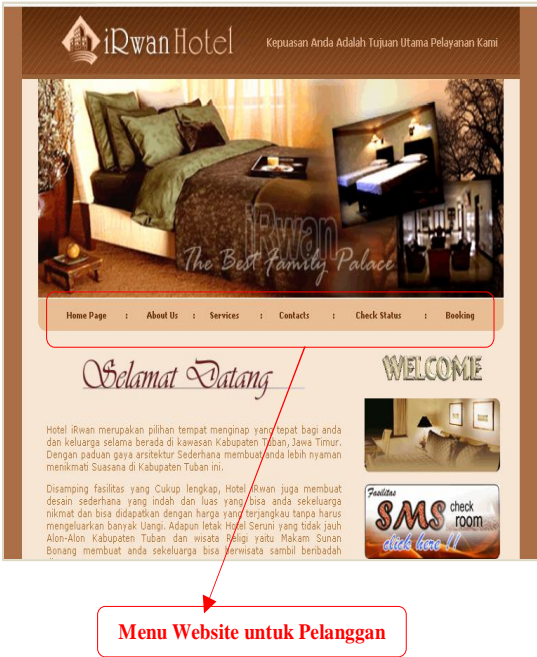 iRwan Hotel
Kepuasan Anda Adalah Tujuan Utama Pelayanan Kami
iRwan
The Best Family Palace
Home Page : About Us : Services : Contacts : Check Status : Booking
Selamat Datang
WELCOME
Hotel iRwan merupakan pilihan tempat menginap yang tepat bagi anda
dan keluarga selama berada di kawasan Kabupaten Tuban, Jawa Timur.
Dengan paduan gaya arsitektur Sederhana membuat anda lebih nyaman
menikmati Suasana di Kabupaten Tuban ini.
Disamping fasilitas yang Cukup lengkap, Hotel iRwan juga membuat
desain sederhana yang indah dan luas yang bisa anda sekeluarga
nikmat dan bisa didapatkan dengan harga yang terjangkau tanpa harus
mengeluarkan banyak Uangi. Adapun letak Hotel Seruni yang tidak jauh
Alon-Alon Kabupaten Tuban dan wisata Religi yaitu Makam Sunan
Bonang membuat anda sekeluarga bisa berwisata sambil beribadah
Fasilitas
SMS check room
click here !!
Menu Website untuk Pelanggan